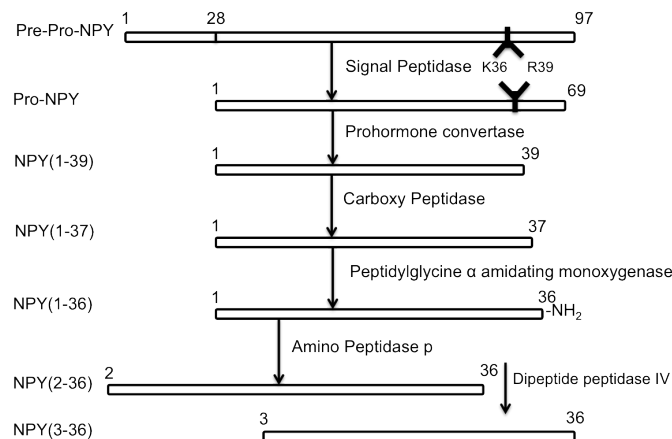 1 28 97
Pre-Pro-NPY
Signal Peptidase K36 R39
Pro-NPY 1 69
Prohormone convertase
NPY(1-39) 1 39
Carboxy Peptidase
NPY(1-37) 1 37
Peptidylglycine α amidating monoxygenase
NPY(1-36) 1 36
-NH2
Amino Peptidase p
NPY(2-36) 2 36
Dipeptide peptidase IV
NPY(3-36) 3 36